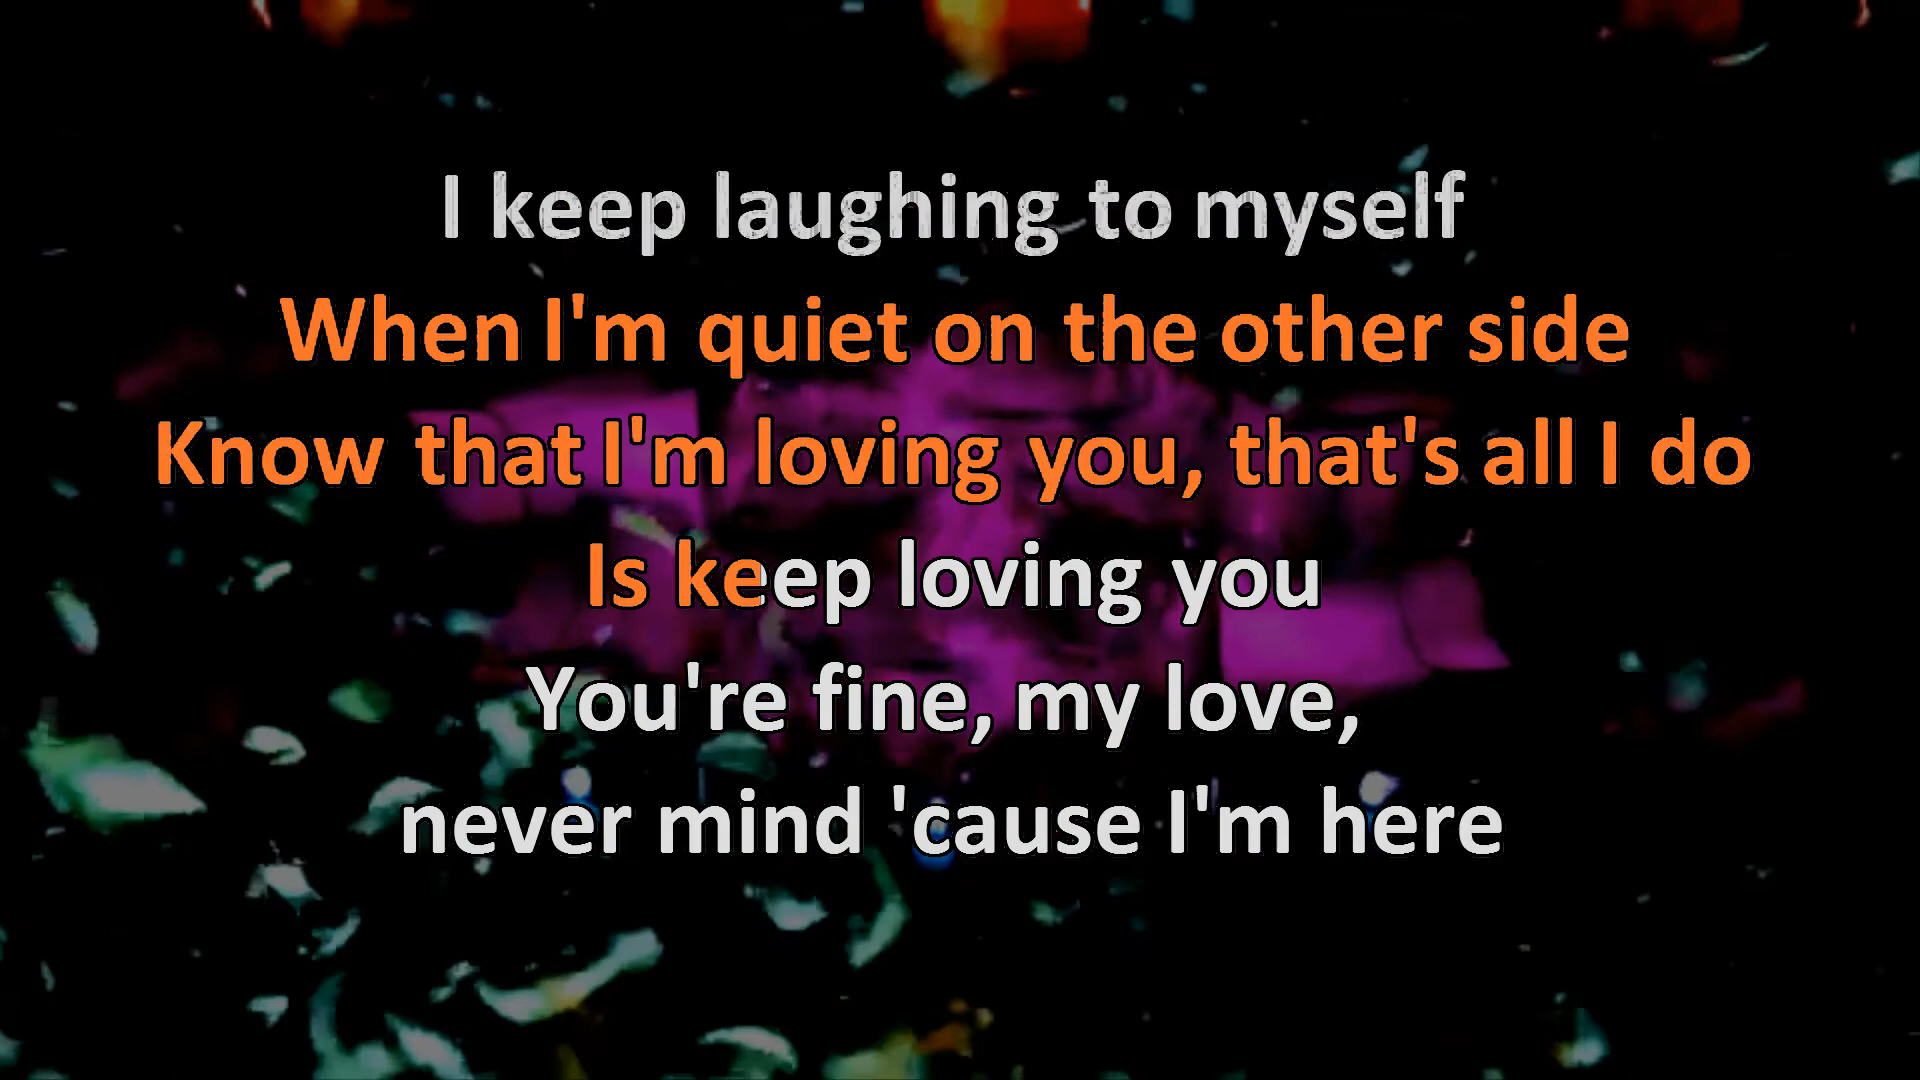 I keep laughing to myself
When I'm quiet on the other side
Know that I'm loving you, that's all I do
Is keep loving you
You're fine, my love,
never mind 'cause I'm here